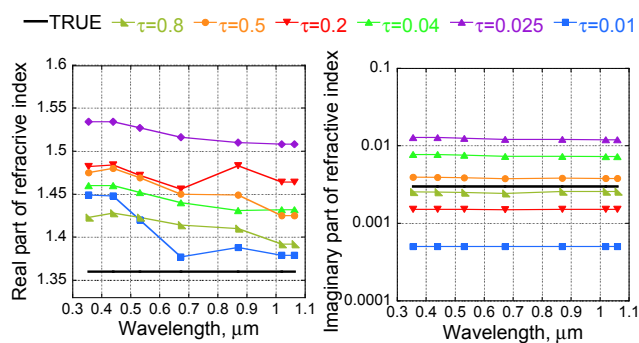 TRUE τ=0.8 τ=0.5 τ=0.2 τ=0.04 τ=0.025 τ=0.01
Real part of refracrive index
1.6
1.55
1.5
1.45
1.4
1.35
0.3 0.4 0.5 0.6 0.7 0.8 0.9 1 1.1
Wavelength, μm
Imaginary part of refractive index
0.1
0.01
0.001
0.0001
0.3 0.4 0.5 0.6 0.7 0.8 0.9 1 1.1
Wavelength, μm